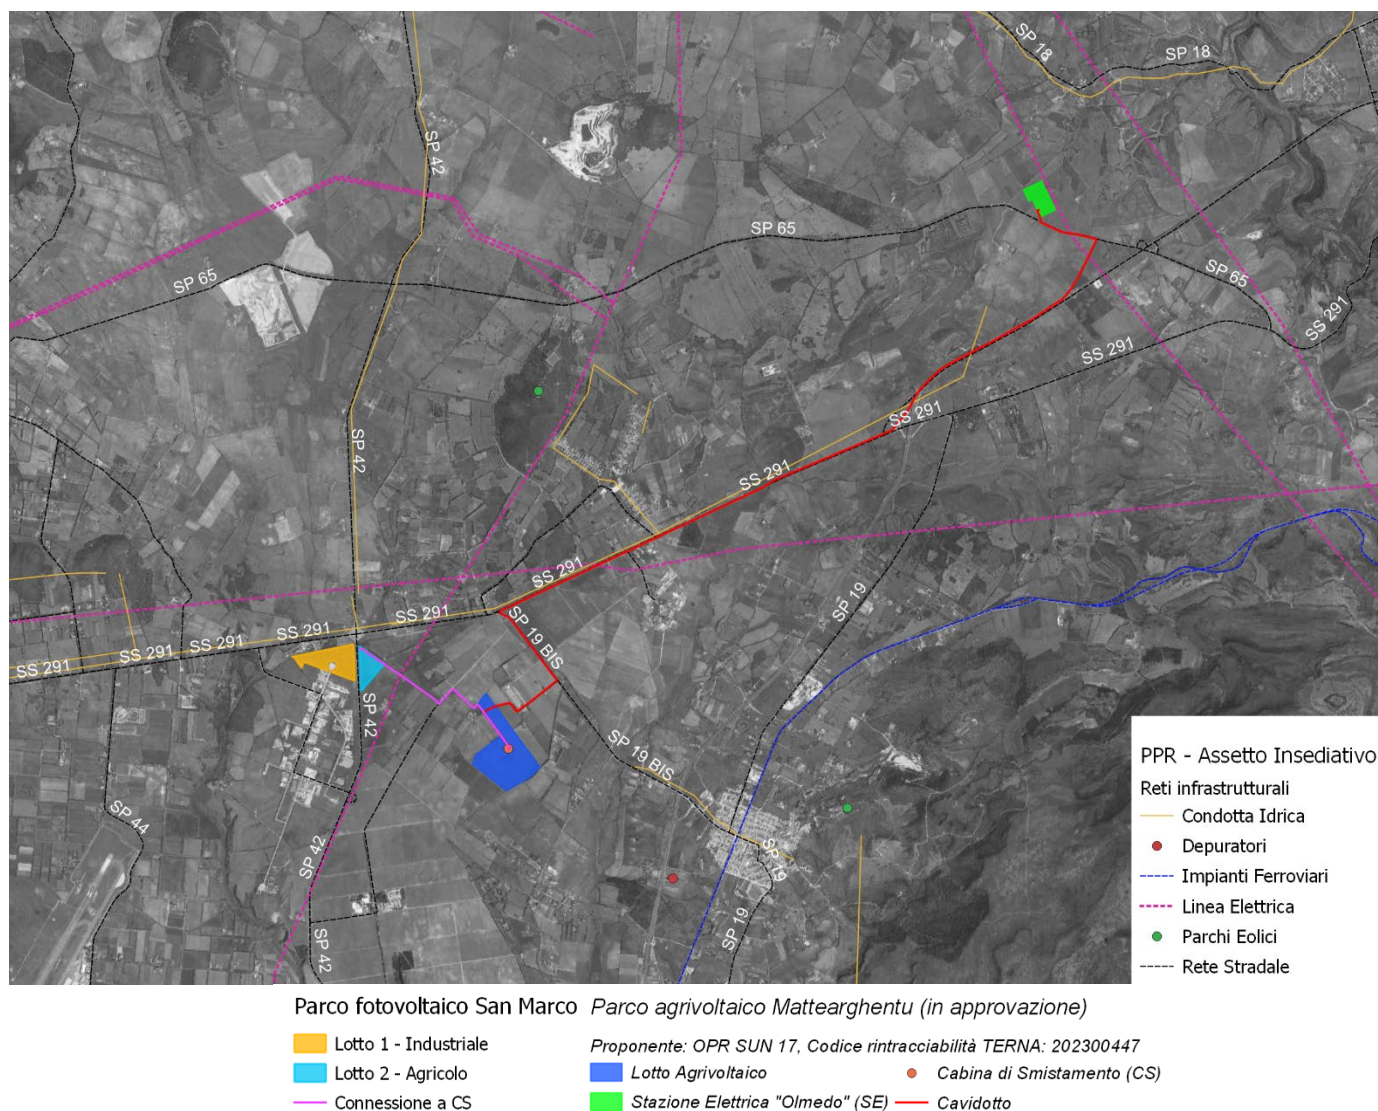 SP 18
SP 18
SP 42
SP 65
SP 65
SP 65
SS 291
SS 291
SS 291
SP 42
SS 291
SS 291
SS 291
SS 291
SS 291
SS 291
SP 19
SP 19 BIS
SP 42
SP 19 BIS
SP 44
SP 42
SP 19
SP 19
SP 42
PPR - Assetto Insediativo
Reti infrastrutturali
Condotta Idrica
Depuratori
Impianti Ferroviari
Linea Elettrica
Parchi Eolici
Rete Stradale
Parco fotovoltaico San Marco
Lotto 1 - Industriale
Lotto 2 - Agricolo
Connessione a CS
Parco agrivoltaico Mattearghentu (in approvazione)
Proponente: OPR SUN 17, Codice rintracciabilità TERNA: 202300447
Lotto Agrivoltaico
Cabina di Smistamento (CS)
Stazione Elettrica "Olmedo" (SE)
Cavidotto